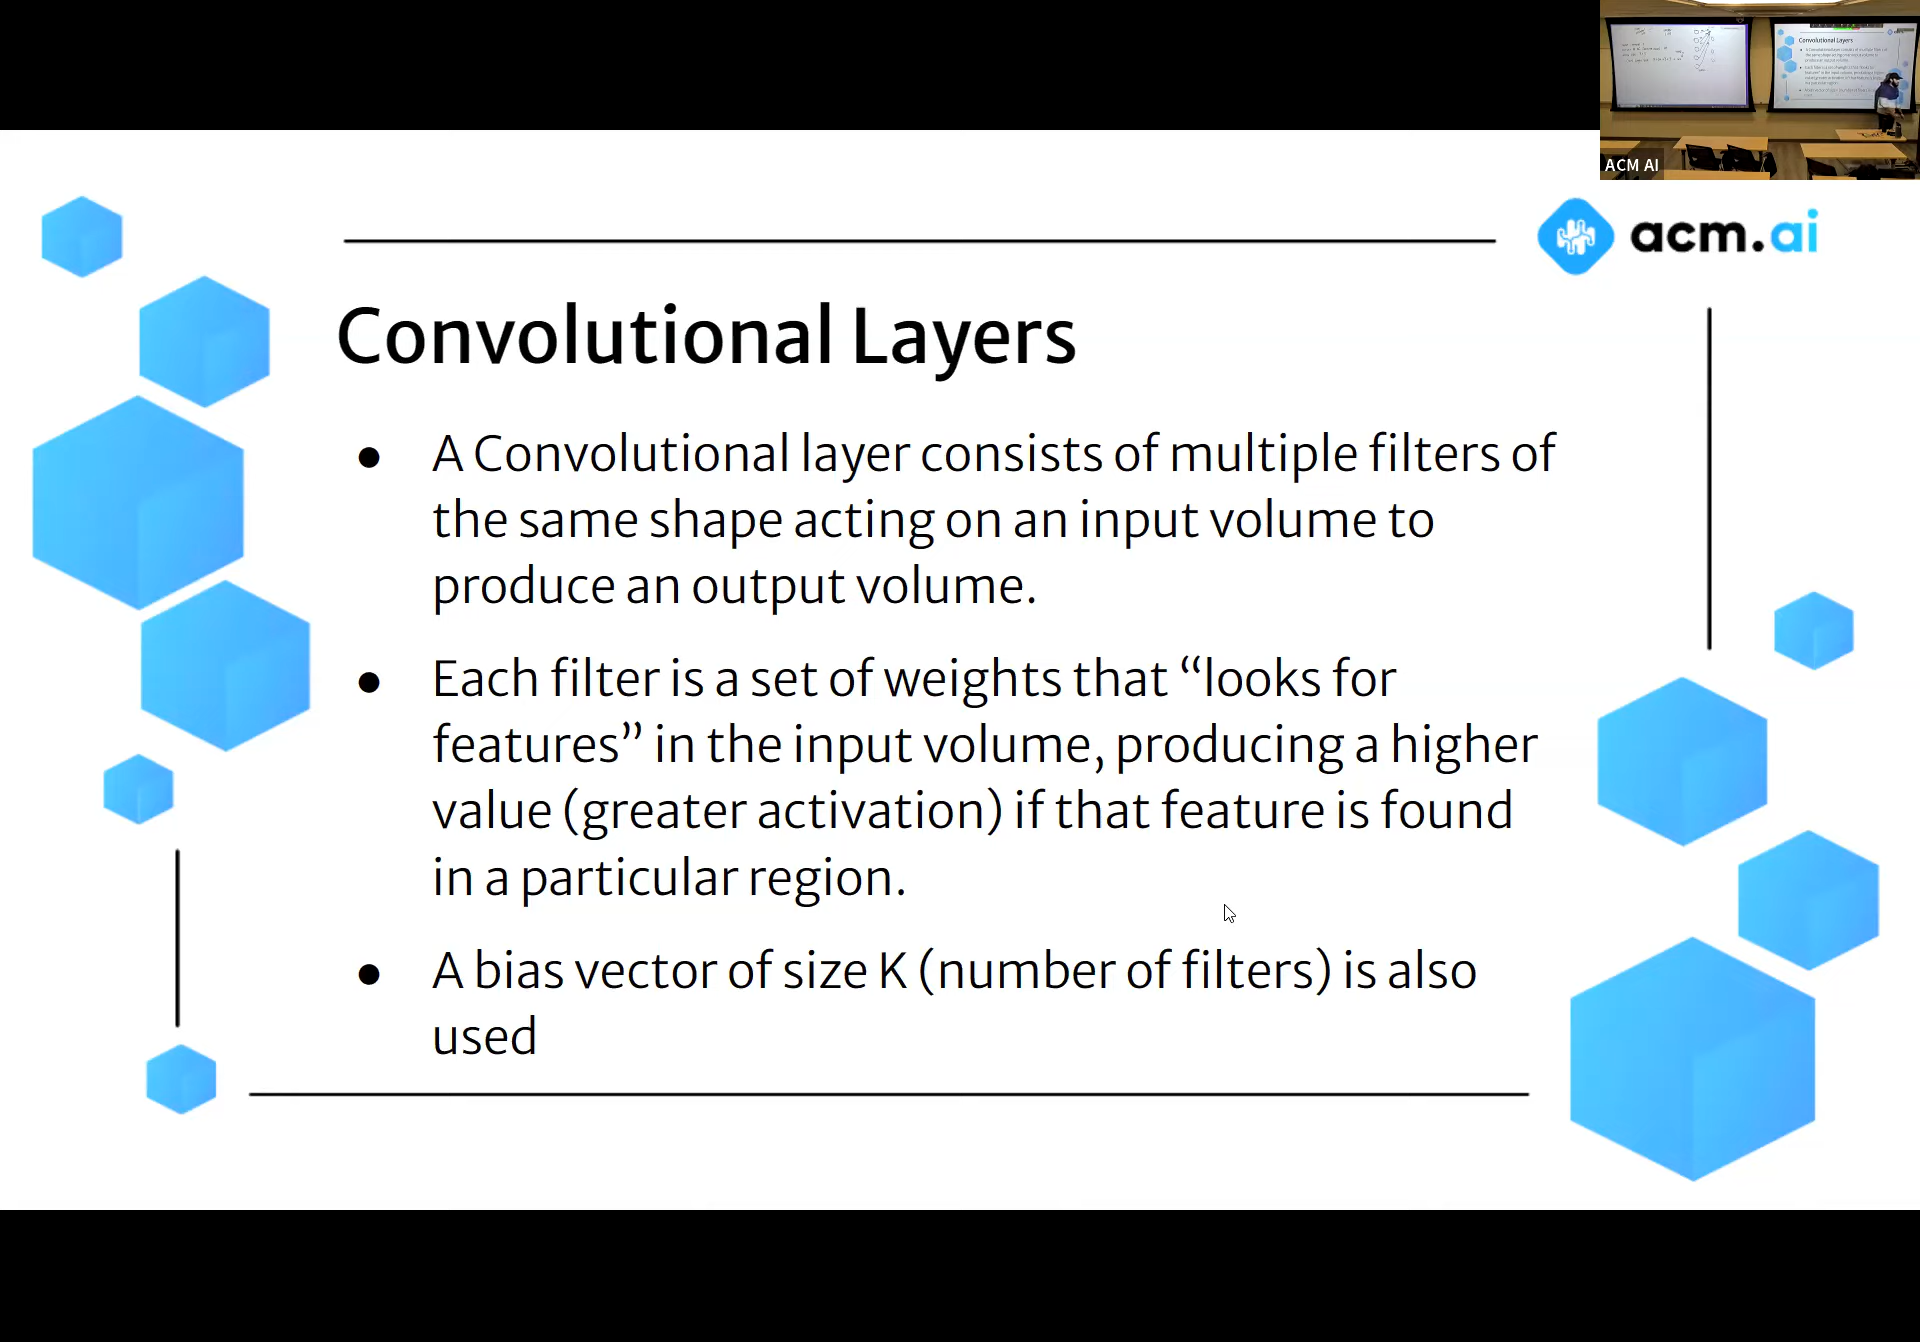 ACM AI
acm.ai
Convolutional Layers
● A Convolutional layer consists of multiple filters of
the same shape acting on an input volume to
produce an output volume.
● Each filter is a set of weights that “looks for
features” in the input volume, producing a higher
value (greater activation) if that feature is found
in a particular region.
● A bias vector of size K (number of filters) is also
used